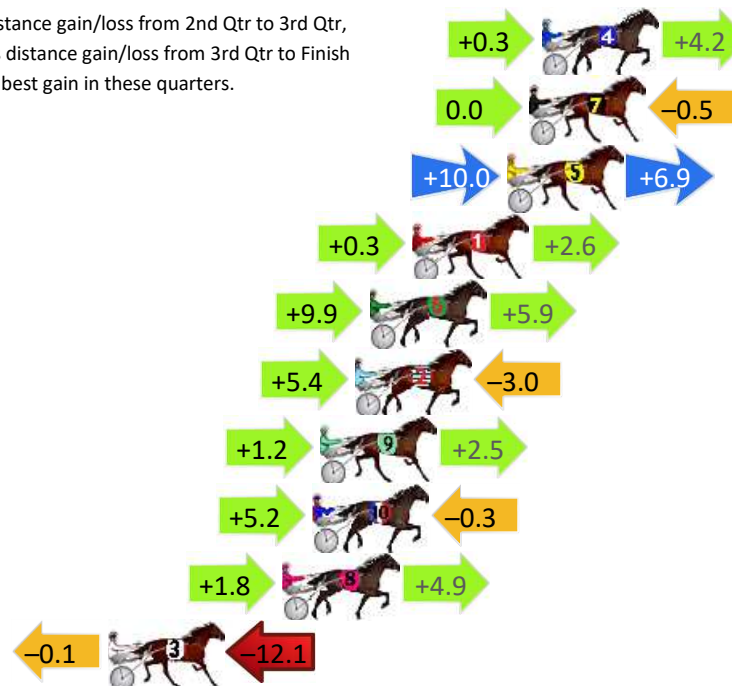 stance gain/loss from 2nd Qtr to 3rd Qtr,
distance gain/loss from 3rd Qtr to Finish
best gain in these quarters.
+0.3 4 +4.2
0.0 7 –0.5
+10.0 5 +6.9
+0.3 1 +2.6
+9.9 6 +5.9
+5.4 2 –3.0
+1.2 9 +2.5
+5.2 10 –0.3
+1.8 8 +4.9
–0.1 3 –12.1